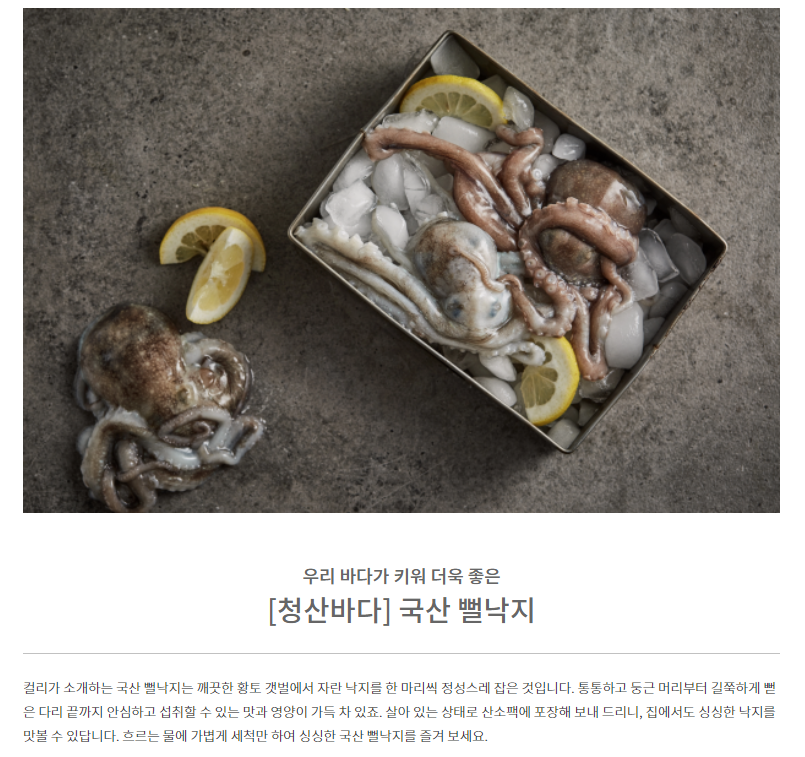 우리 바다가 키워 더욱 좋은
[청산바다] 국산 뻘낙지
컬리가 소개하는 국산 뻘낙지는 깨끗한 황토 갯벌에서 자란 낙지를 한 마리씩 정성스레 잡은 것입니다. 통통하고 둥근 머리부터 길쭉하게 뻗
은 다리 끝까지 안심하고 섭취할 수 있는 맛과 영양이 가득 차 있죠. 살아 있는 상태로 산소팩에 포장해 보내 드리니, 집에서도 싱싱한 낙지를
맛볼 수 있답니다. 흐르는 물에 가볍게 세척만 하여 싱싱한 국산 뻘낙지를 즐겨 보세요.